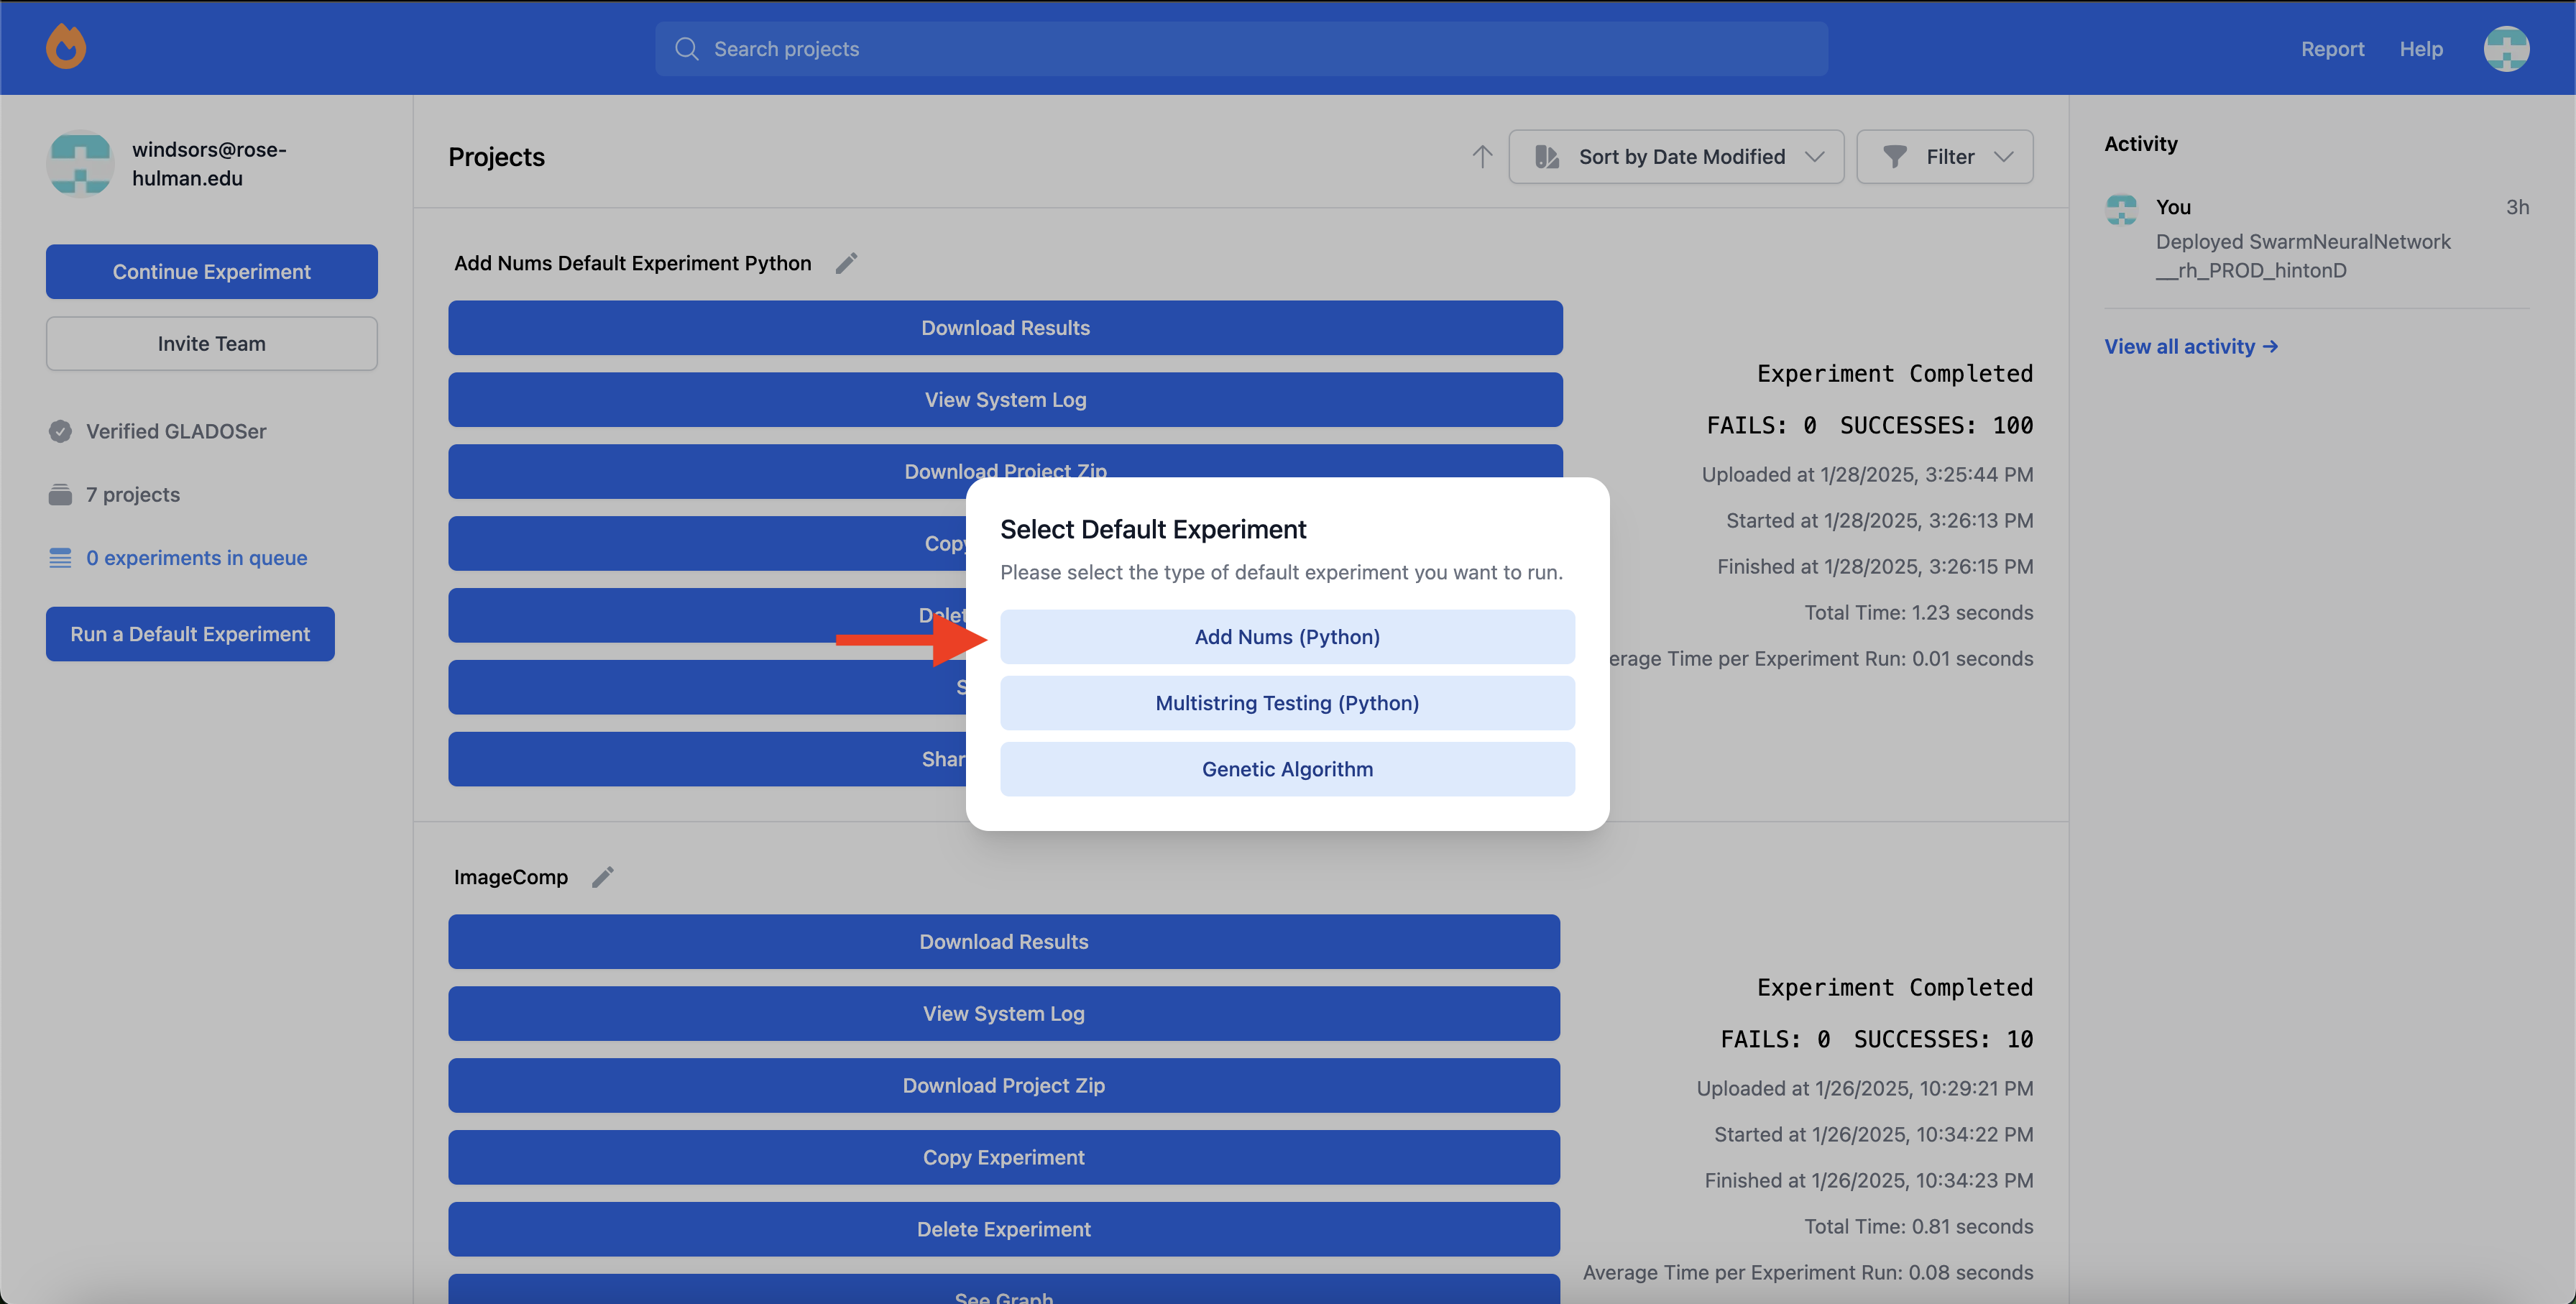 Search projects
Report
Help
windsors@rose-
hulman.edu
Continue Experiment
Invite Team
Verified GLADOSer
7 projects
0 experiments in queue
Run a Default Experiment
Projects
Sort by Date Modified
Filter
Add Nums Default Experiment Python
Download Results
View System Log
Download Project Zip
Copy
Delet
S
Shar
Experiment Completed
FAILS: 0 SUCCESSES: 100
Uploaded at 1/28/2025, 3:25:44 PM
Started at 1/28/2025, 3:26:13 PM
Finished at 1/28/2025, 3:26:15 PM
Total Time: 1.23 seconds
erage Time per Experiment Run: 0.01 seconds
Select Default Experiment
Please select the type of default experiment you want to run.
Add Nums (Python)
Multistring Testing (Python)
Genetic Algorithm
ImageComp
Download Results
View System Log
Download Project Zip
Copy Experiment
Delete Experiment
See Graph
Experiment Completed
FAILS: 0 SUCCESSES: 10
Uploaded at 1/26/2025, 10:29:21 PM
Started at 1/26/2025, 10:34:22 PM
Finished at 1/26/2025, 10:34:23 PM
Total Time: 0.81 seconds
Average Time per Experiment Run: 0.08 seconds
Activity
You
3h
Deployed SwarmNeuralNetwork
__rh_PROD_hintonD
View all activity →